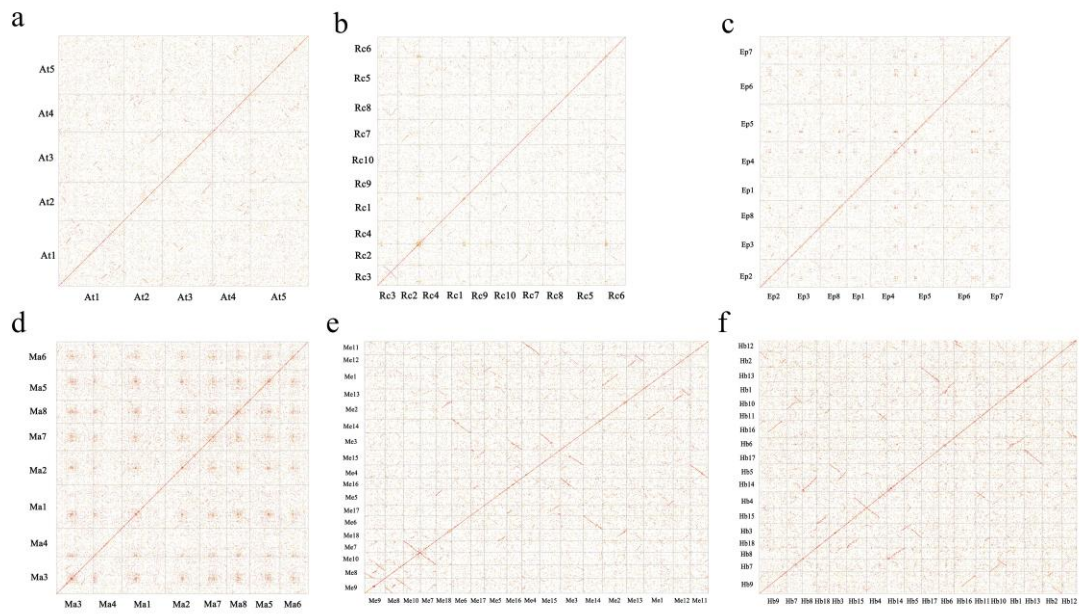 a
At5
At4
At3
At2
At1
At1 At2 At3 At4 At5
b
Rc6
Rc5
Rc8
Rc7
Rc10
Rc9
Rc1
Rc4
Rc2
Rc3
Rc3 Rc2 Rc4 Rc1 Rc9 Rc10 Rc7 Rc8 Rc5 Rc6
c
Ep7
Ep6
Ep5
Ep4
Ep1
Ep8
Ep3
Ep2
Ep2 Ep3 Ep8 Ep1 Ep4 Ep5 Ep6 Ep7
d
Ma6
Ma5
Ma8
Ma7
Ma2
Ma1
Ma4
Ma3
Ma3 Ma4 Ma1 Ma2 Ma7 Ma8 Ma5 Ma6
e
Me11
Me12
Me1
Me13
Me2
Me14
Me3
Me15
Me4
Me16
Me5
Me17
Me6
Me18
Me7
Me10
Me8
Me9
Me9 Me8 Me10 Me7 Me18 Me6 Me17 Me5 Me16 Me4 Me15 Me3 Me14 Me2 Me13 Me1 Me12 Me11
f
Hb12
Hb2
Hb13
Hb1
Hb10
Hb11
Hb16
Hb6
Hb17
Hb5
Hb14
Hb4
Hb15
Hb3
Hb18
Hb8
Hb7
Hb9
Hb9 Hb7 Hb8 Hb18 Hb3 Hb15 Hb4 Hb14 Hb5 Hb17 Hb6 Hb16 Hb11 Hb10 Hb1 Hb13 Hb2 Hb12